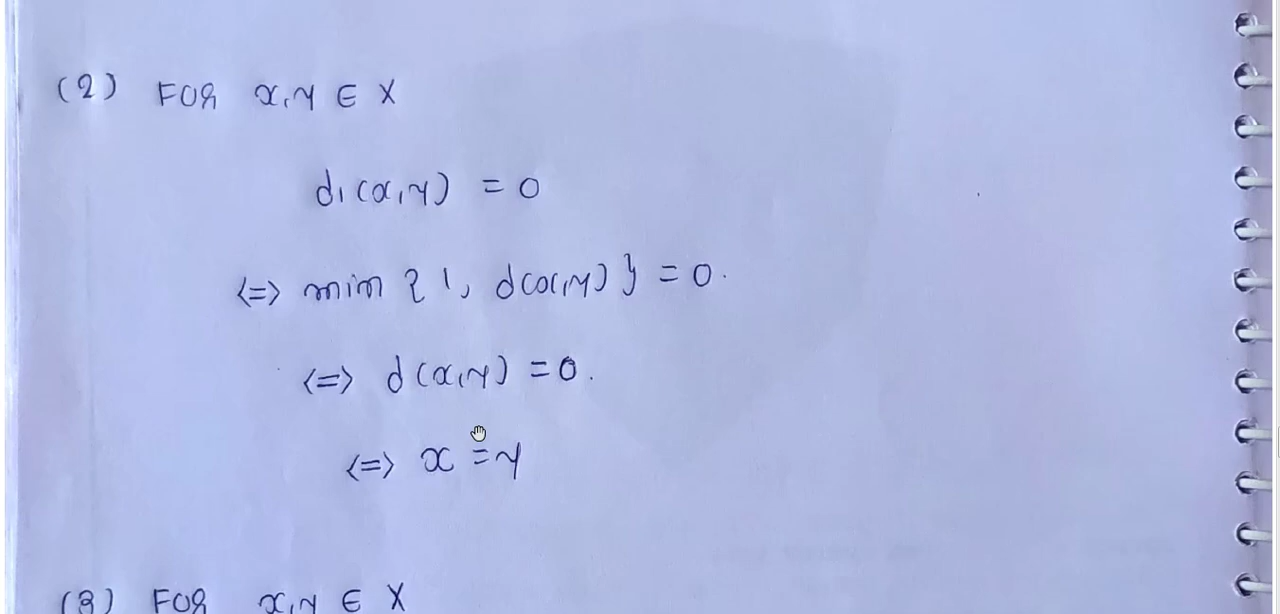 (2) FOR x, y ∈ X
d₁(x, y) = 0
<=> min { 1, d(x, y) } = 0.
<=> d(x, y) = 0.
<=> x = y
(3) FOR x, y ∈ X